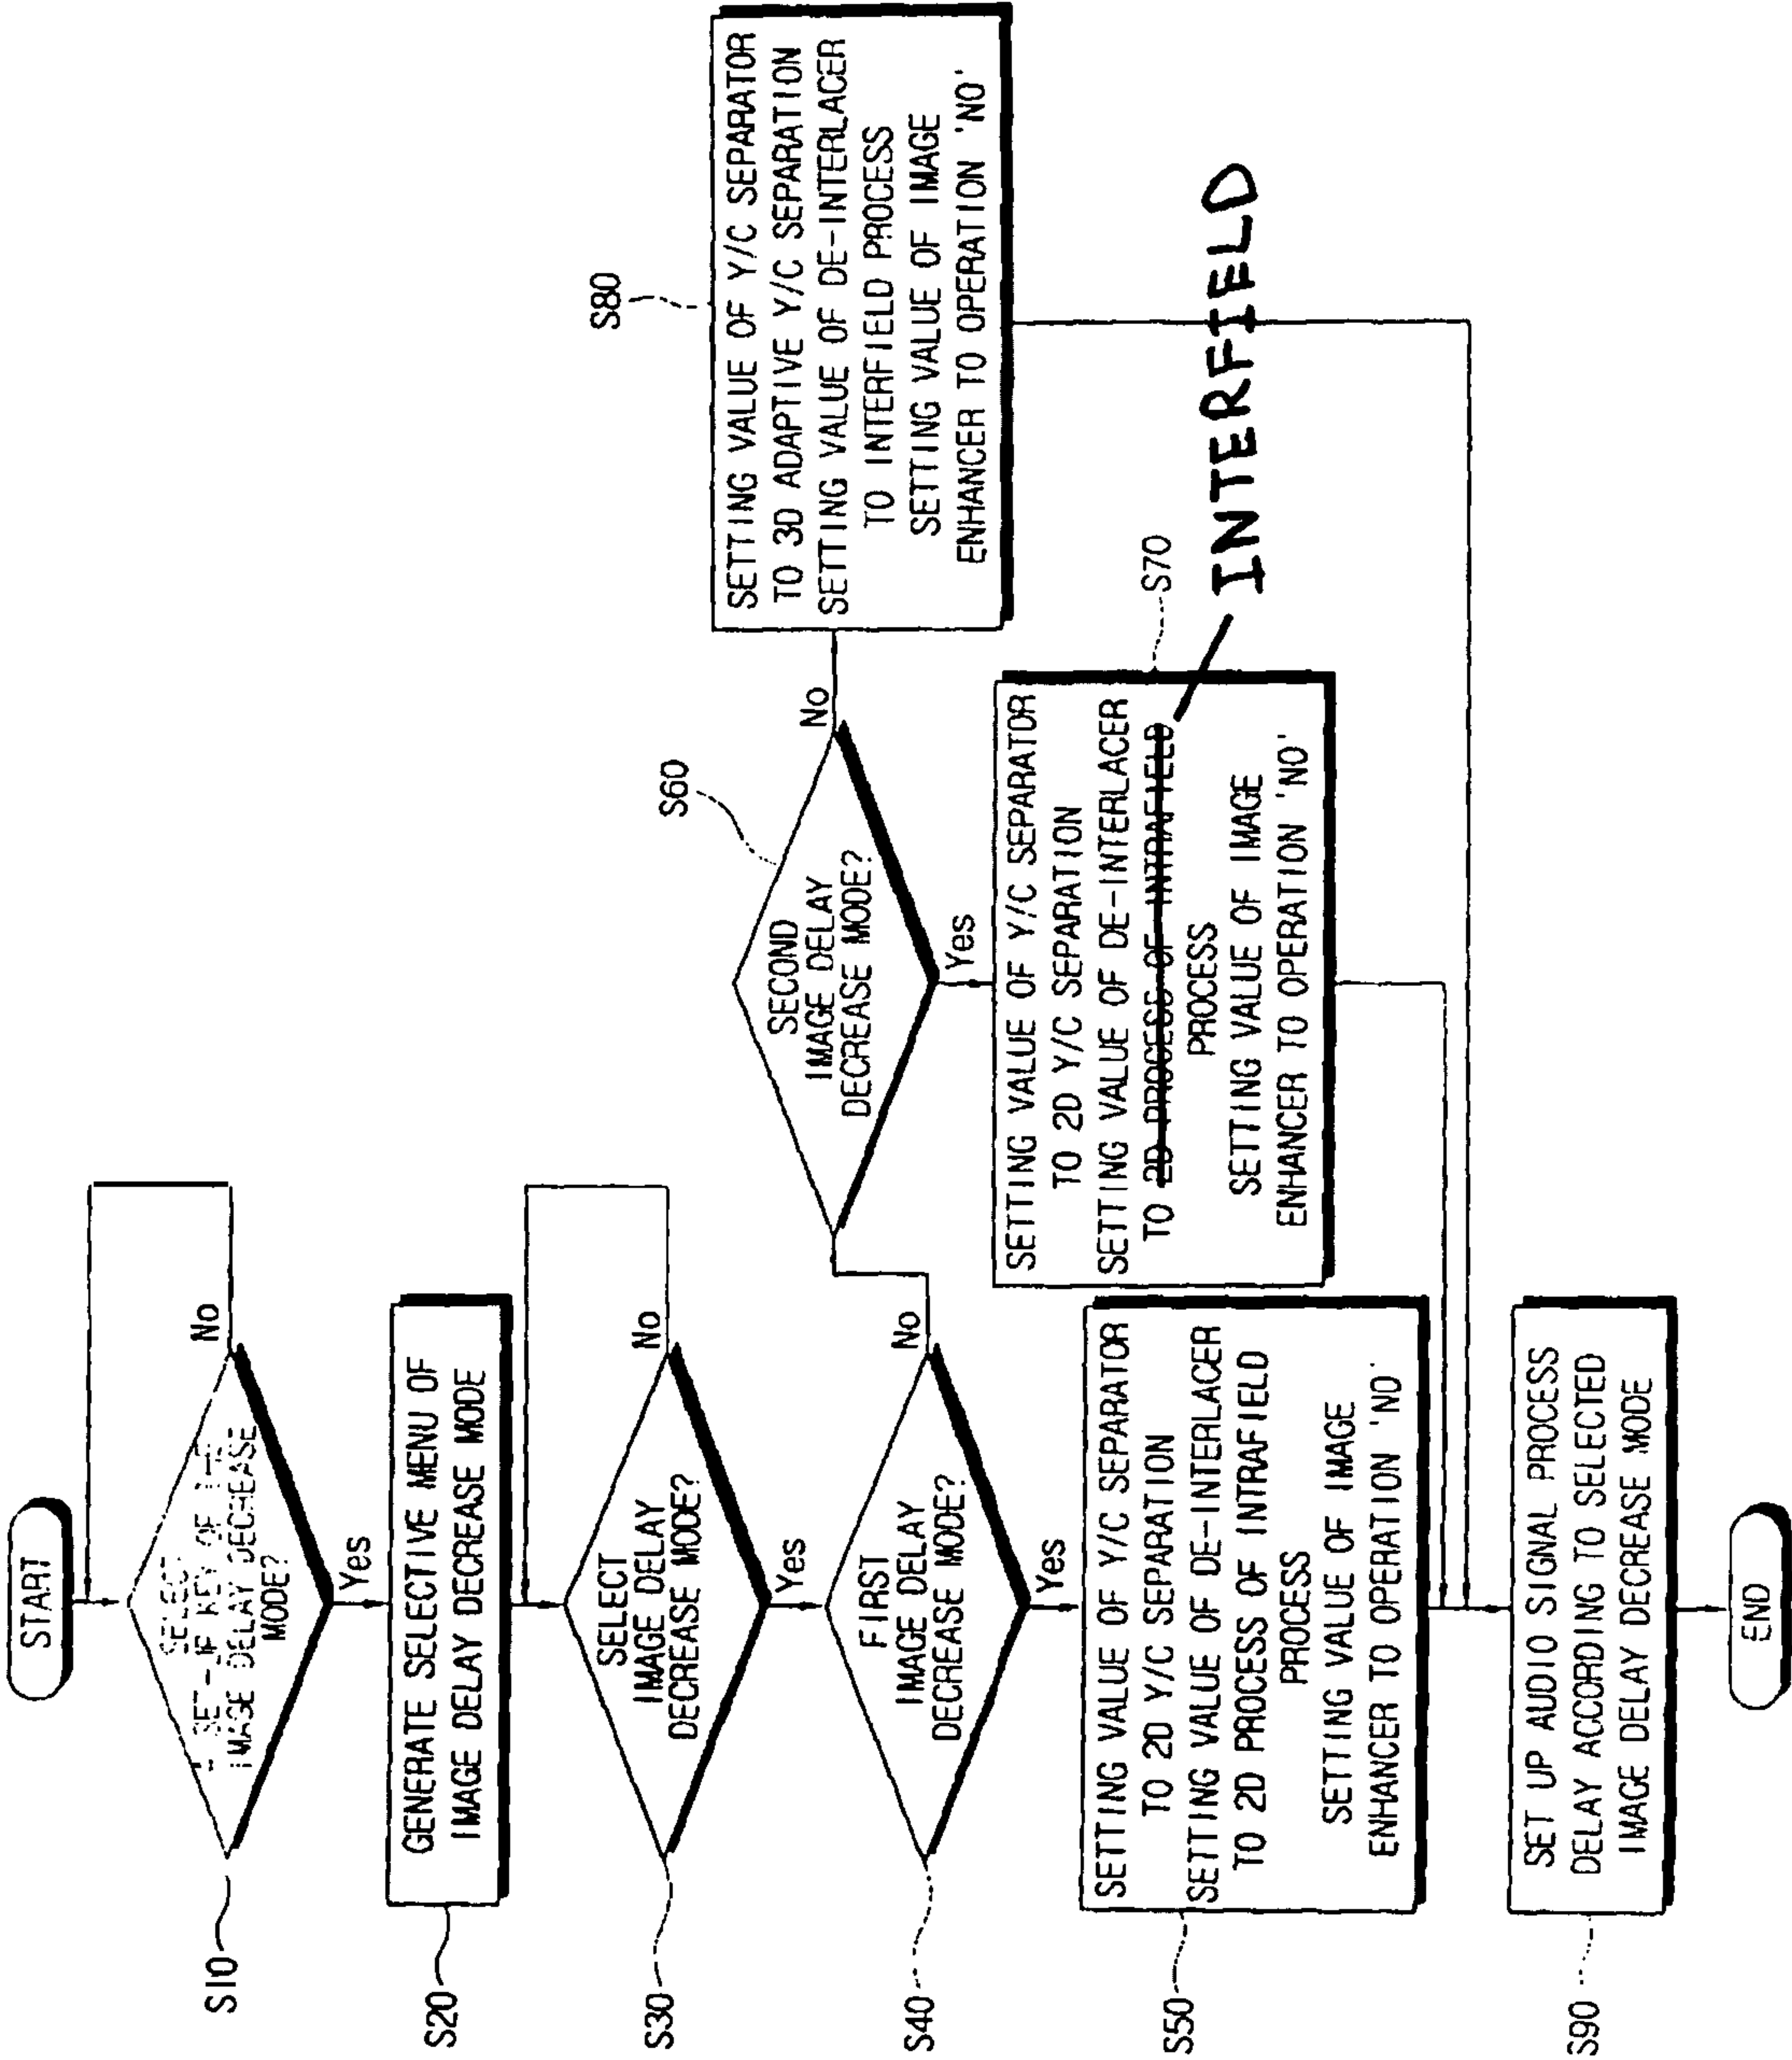 START
SELECT
SET-UP KEY OF THE
IMAGE DELAY DECREASE
MODE?
S10
No
Yes
GENERATE SELECTIVE MENU OF
IMAGE DELAY DECREASE MODE
S20
SELECT
IMAGE DELAY
DECREASE MODE?
S30
No
Yes
FIRST
IMAGE DELAY
DECREASE MODE?
S40
No
Yes
SETTING VALUE OF Y/C SEPARATOR
TO 2D Y/C SEPARATION
SETTING VALUE OF DE-INTERLACER
TO 2D PROCESS OF INTRAFIELD
PROCESS
SETTING VALUE OF IMAGE
ENHANCER TO OPERATION 'NO'
S50
SECOND
IMAGE DELAY
DECREASE MODE?
S60
No
Yes
SETTING VALUE OF Y/C SEPARATOR
TO 2D Y/C SEPARATION
SETTING VALUE OF DE-INTERLACER
TO 2D PROCESS OF INTRAFIELD
PROCESS
SETTING VALUE OF IMAGE
ENHANCER TO OPERATION 'NO'
S70
INTERFIELD
SETTING VALUE OF Y/C SEPARATOR
TO 3D ADAPTIVE Y/C SEPARATION
SETTING VALUE OF DE-INTERLACER
TO INTERFIELD PROCESS
SETTING VALUE OF IMAGE
ENHANCER TO OPERATION 'NO'
S80
SET UP AUDIO SIGNAL PROCESS
DELAY ACCORDING TO SELECTED
IMAGE DELAY DECREASE MODE
S90
END